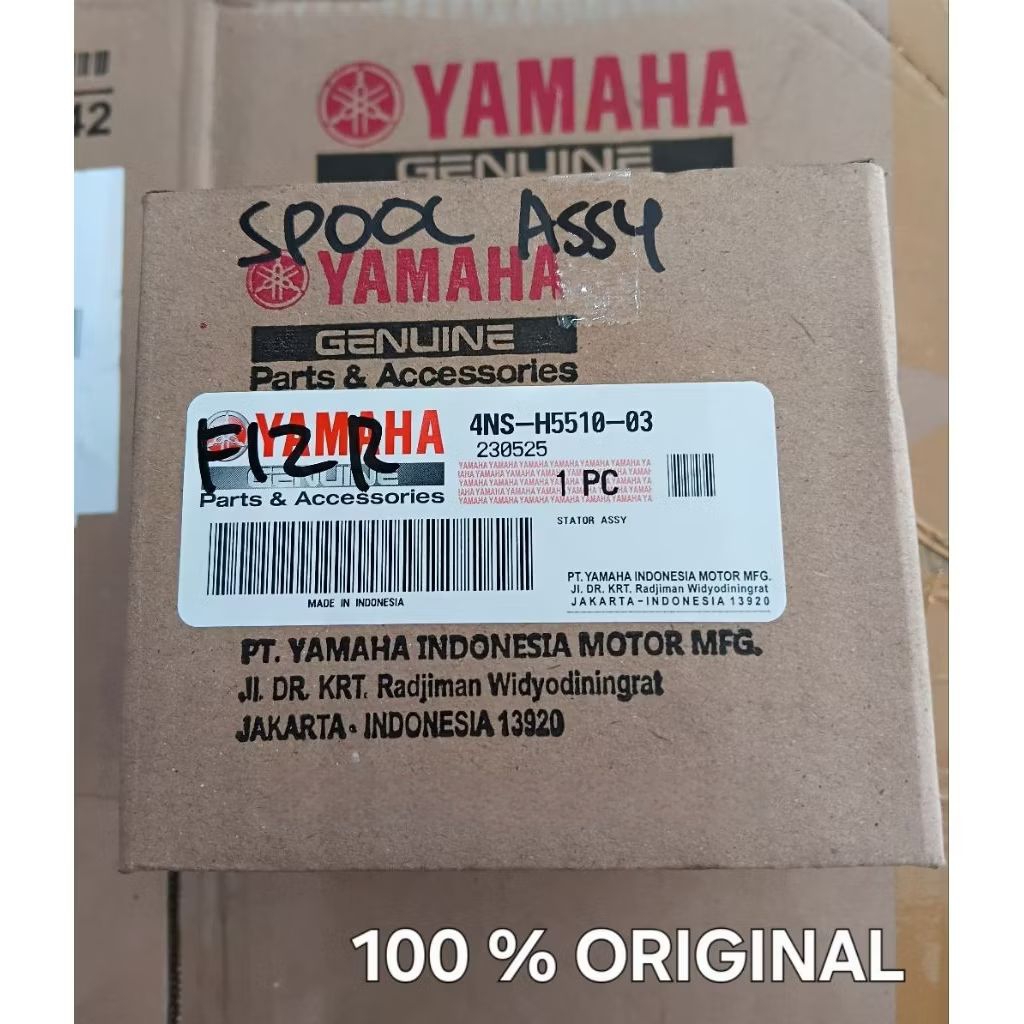 42
YAMAHA
GENUINE
SPOOL ASSY
YAMAHA
GENUINE
Parts & Accessories
YAMAHA
F1ZR
GENUINE
Parts & Accessories
4NS-H5510-03
230525
1 PC
STATOR ASSY
MADE IN INDONESIA
PT. YAMAHA INDONESIA MOTOR MFG.
Jl. DR. KRT. Radjiman Widyodiningrat
JAKARTA - INDONESIA 13920
PT. YAMAHA INDONESIA MOTOR MFG.
Jl. DR. KRT. Radjiman Widyodiningrat
JAKARTA - INDONESIA 13920
100 % ORIGINAL